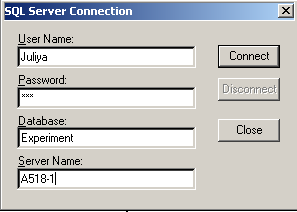 SQL Server Connection
User Name:
Juliya
Connect
Password:
***
Disconnect
Database:
Experiment
Close
Server Name:
A518-1